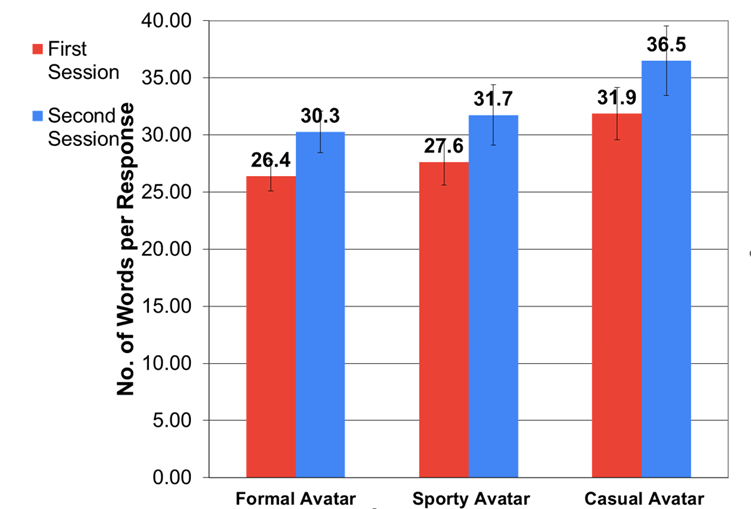 First
Session
Second
Session
No. of Words per Response
40.00
35.00
30.00
25.00
20.00
15.00
10.00
5.00
0.00
26.4
30.3
27.6
31.7
31.9
36.5
Formal Avatar
Sporty Avatar
Casual Avatar